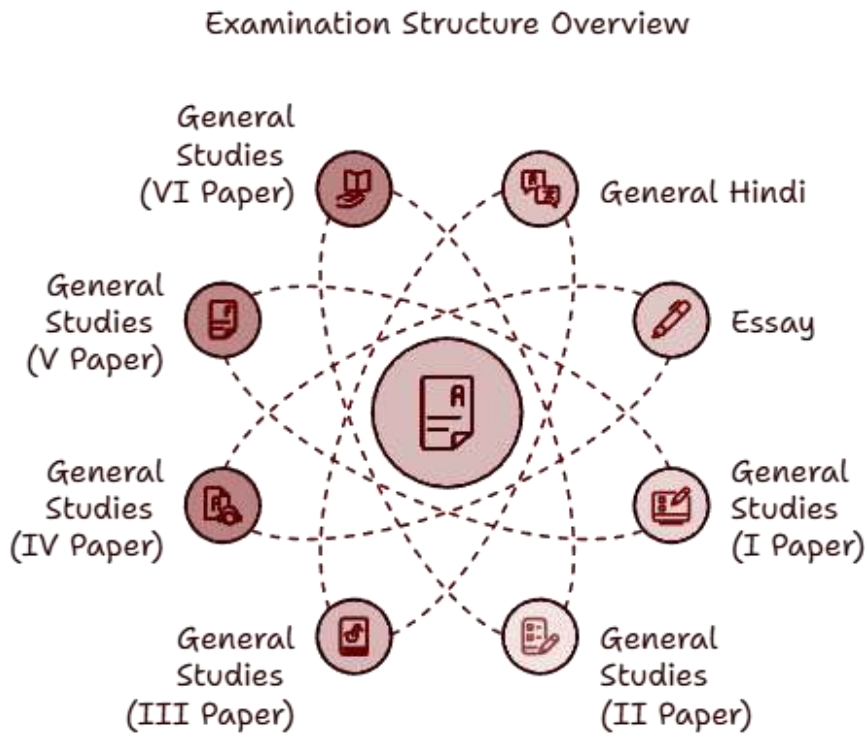 Examination Structure Overview
General Hindi
Essay
General
Studies
(I Paper)
General
Studies
(II Paper)
General
Studies
(III Paper)
General
Studies
(IV Paper)
General
Studies
(V Paper)
General
Studies
(VI Paper)